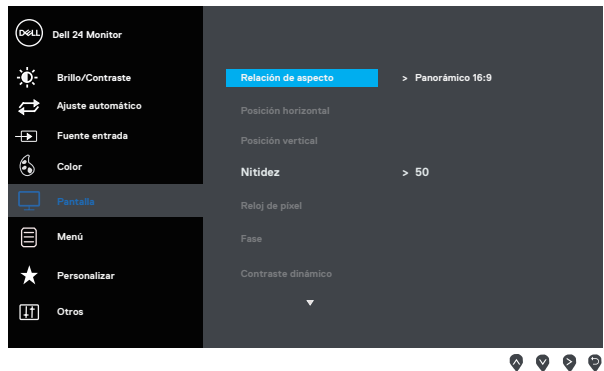 DELL Dell 24 Monitor
Brillo/Contraste
Ajuste automático
Fuente entrada
Color
Pantalla
Menú
Personalizar
Otros
Relación de aspecto > Panorámico 16:9
Posición horizontal
Posición vertical
Nitidez > 50
Reloj de píxel
Fase
Contraste dinámico